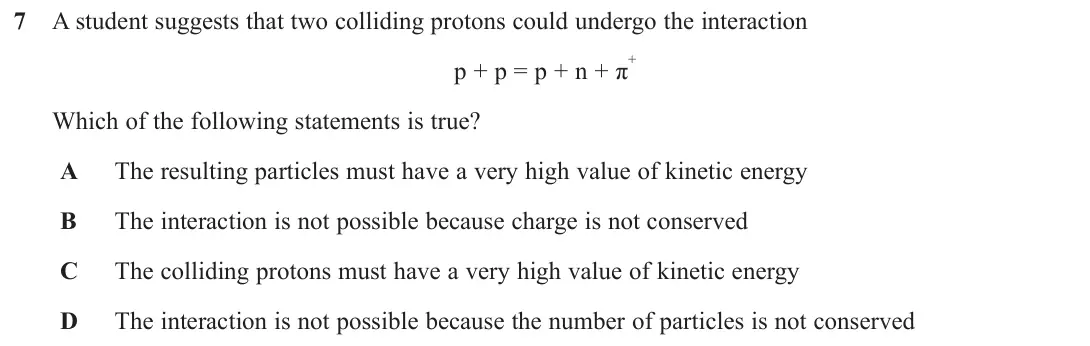 7 A student suggests that two colliding protons could undergo the interaction
p + p = p + n + π⁺
Which of the following statements is true?
A The resulting particles must have a very high value of kinetic energy
B The interaction is not possible because charge is not conserved
C The colliding protons must have a very high value of kinetic energy
D The interaction is not possible because the number of particles is not conserved